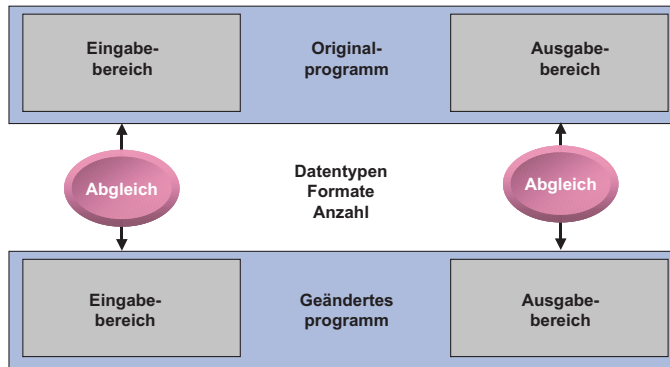 Eingabe-
bereich
Original-
programm
Ausgabe-
bereich
Abgleich
Datentypen
Formate
Anzahl
Abgleich
Eingabe-
bereich
Geändertes
programm
Ausgabe-
bereich